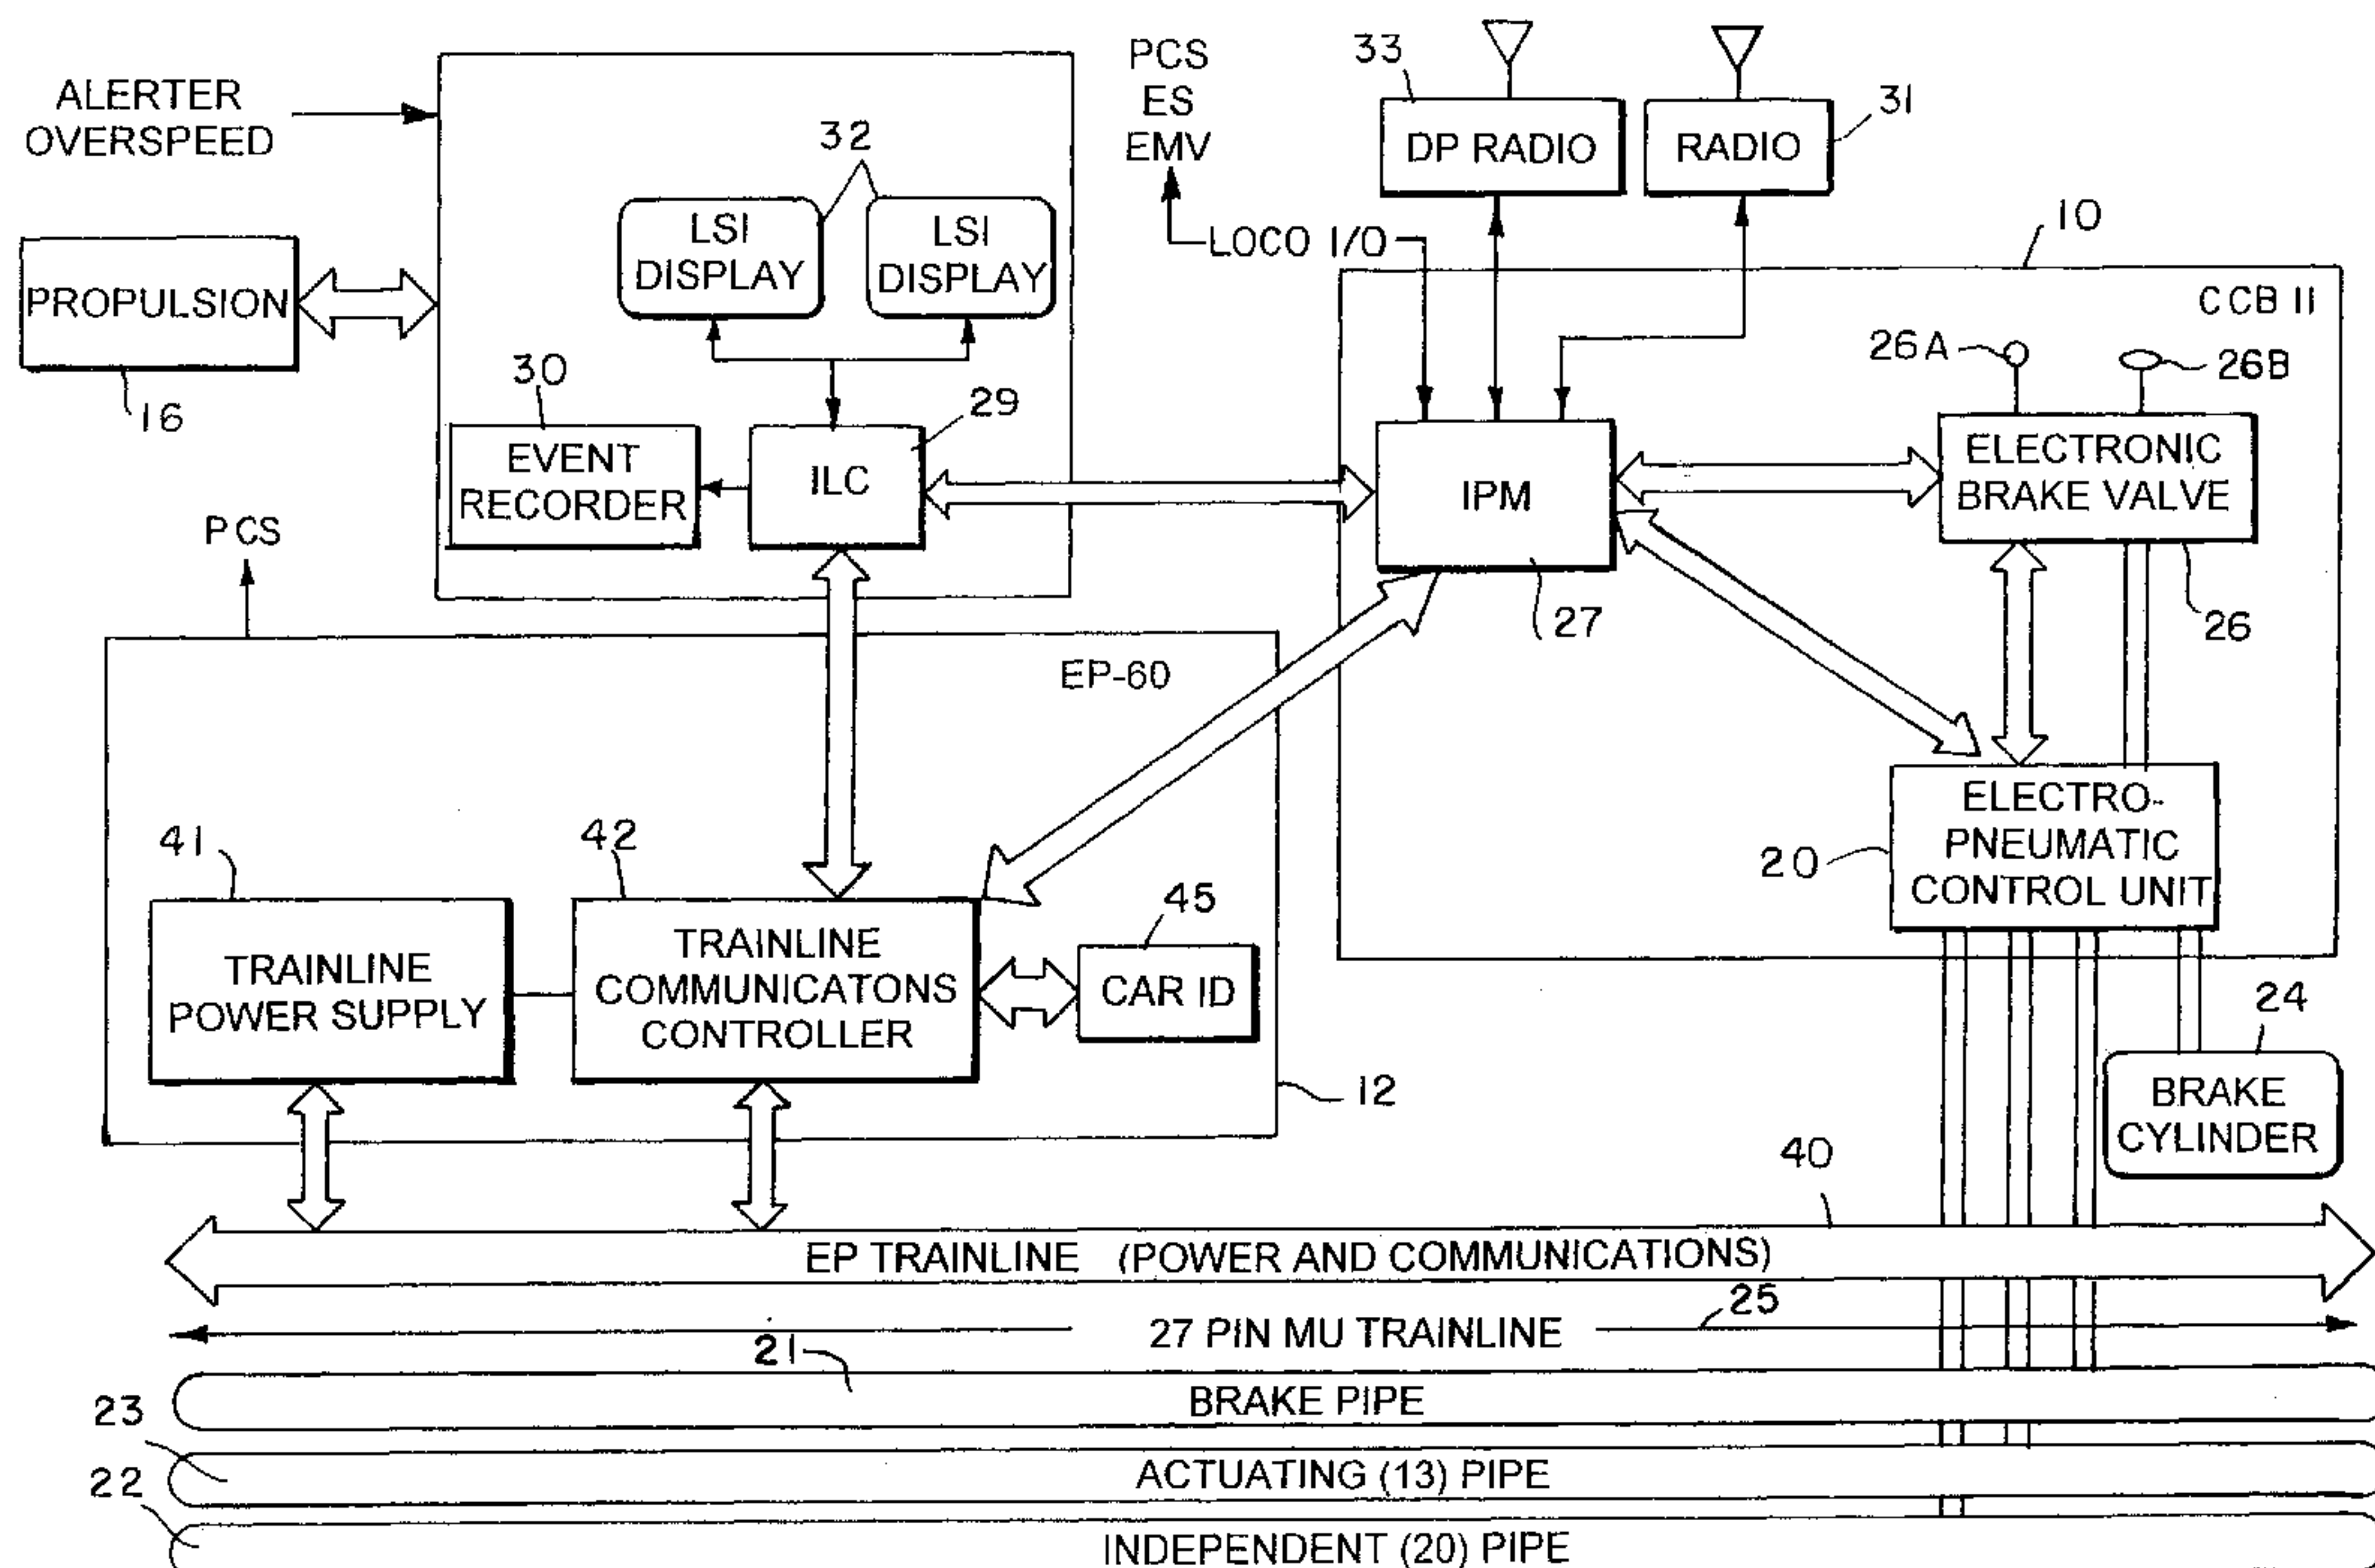 ALERTER
OVERSPEED
PCS
ES
EMV
33
DP RADIO
RADIO
31
32
LSI
DISPLAY
LSI
DISPLAY
LOCO I/O
10
CCB II
PROPULSION
16
30
29
EVENT
RECORDER
ILC
IPM
27
26A
26B
ELECTRONIC
BRAKE VALVE
26
PCS
EP-60
ELECTRO-
PNEUMATIC
CONTROL UNIT
20
41
42
45
TRAINLINE
POWER SUPPLY
TRAINLINE
COMMUNICATONS
CONTROLLER
CAR ID
12
24
BRAKE
CYLINDER
40
EP TRAINLINE (POWER AND COMMUNICATIONS)
25
27 PIN MU TRAINLINE
21
BRAKE PIPE
23
ACTUATING (13) PIPE
22
INDEPENDENT (20) PIPE